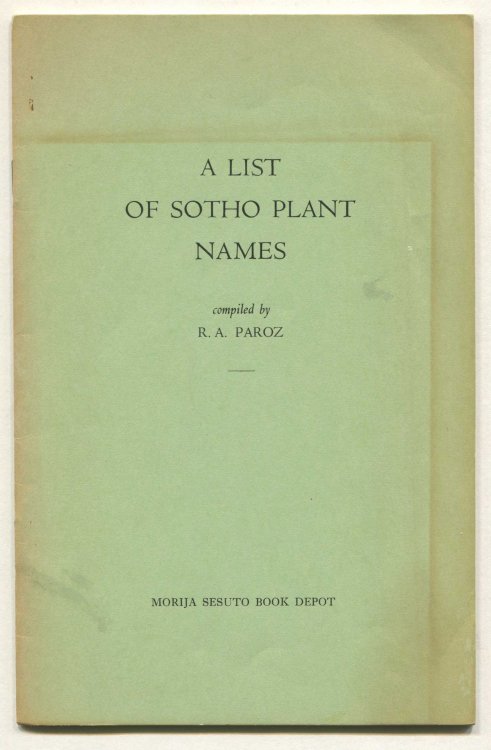 A LIST
OF SOTHO PLANT
NAMES
compiled by
R. A. PAROZ
MORIJA SESUTO BOOK DEPOT